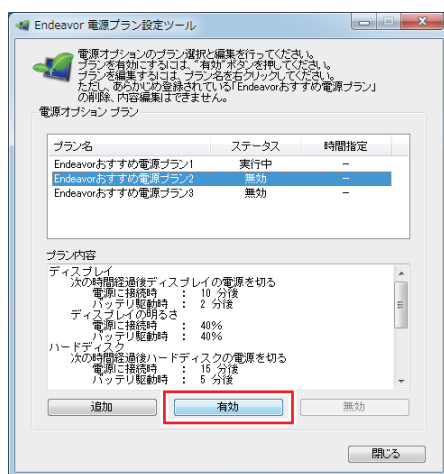 Endeavor 電源プラン設定ツール
電源オプションのプラン選択と編集を行ってください。
プランを有効にするには、"有効"ボタンを押してください。
プランを編集するには、プラン名を右クリックしてください。
ただし、あらかじめ登録されている「Endeavorおすすめ電源プラン」
の削除、内容編集はできません。
電源オプション プラン
プラン名 ステータス 時間指定
Endeavorおすすめ電源プラン1 実行中 −
Endeavorおすすめ電源プラン2 無効 −
Endeavorおすすめ電源プラン3 無効 −
プラン内容
ディスプレイ
次の時間経過後ディスプレイの電源を切る
電源に接続時 : 10 分後
バッテリ駆動時 : 2 分後
ディスプレイの明るさ
電源に接続時 : 40%
バッテリ駆動時 : 40%
ハードディスク
次の時間経過後ハードディスクの電源を切る
電源に接続時 : 15 分後
バッテリ駆動時 : 5 分後
追加 有効 無効
閉じる